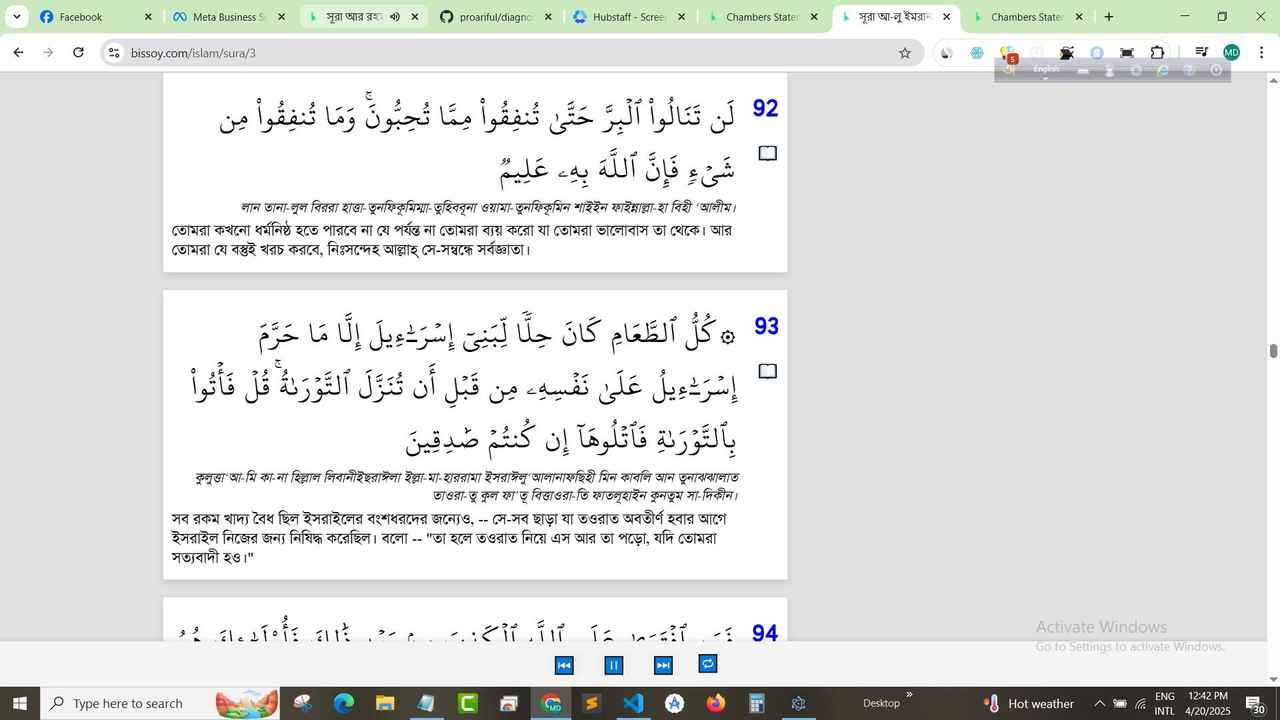 Facebook
Meta Business S
সূরা আর রহম
proariful/diagno
Hubstaff - Scree
Chambers State
সূরা আ-লু ইমরান
Chambers State
bissoy.com/islam/sura/3
MD
5
English
92
لَن تَنَالُوا۟ ٱلْبِرَّ حَتَّىٰ تُنفِقُوا۟ مِمَّا تُحِبُّونَ ۚ وَمَا تُنفِقُوا۟ مِن
شَىْءٍ فَإِنَّ ٱللَّهَ بِهِۦ عَلِيمٌ
লান তানা-লুল বিররা হাত্তা-তুনফিকূমিম্মা-তুহিববূনা ওয়ামা-তুনফিকূমিন শাইইন ফাইন্নাল্লা-হা বিহী ‘আলীম।
তোমরা কখনো ধর্মনিষ্ঠ হতে পারবে না যে পর্যন্ত না তোমরা ব্যয় করো যা তোমরা ভালোবাস তা থেকে। আর
তোমরা যে বস্তুই খরচ করবে, নিঃসন্দেহ আল্লাহ্ সে-সম্বন্ধে সর্বজ্ঞাতা।
93
۞ كُلُّ ٱلطَّعَامِ كَانَ حِلًّا لِّبَنِىٓ إِسْرَٰٓءِيلَ إِلَّا مَا حَرَّمَ
إِسْرَٰٓءِيلُ عَلَىٰ نَفْسِهِۦ مِن قَبْلِ أَن تُنَزَّلَ ٱلتَّوْرَىٰةُ ۗ قُلْ فَأْتُوا۟
بِٱلتَّوْرَىٰةِ فَٱتْلُوهَآ إِن كُنتُمْ صَٰدِقِينَ
কুলুত্তা‘আ-মি কা-না হিল্লাল লিবানীইছরাঈলা ইল্লা-মা-হাররামা ইসরাঈলু‘আলানাফছিহী মিন কাবলি আন তুনাঝঝালাত
তাওরা-তু কুল ফা’তূ বিত্তাওরা-তি ফাতলূহাইন কুনতুম সা-দিকীন।
সব রকম খাদ্য বৈধ ছিল ইসরাইলের বংশধরদের জন্যেও, -- সে-সব ছাড়া যা তওরাত অবতীর্ণ হবার আগে
ইসরাইল নিজের জন্য নিষিদ্ধ করেছিল। বলো -- "তা হলে তওরাত নিয়ে এস আর তা পড়ো, যদি তোমরা
সত্যবাদী হও।"
94
Activate Windows
Go to Settings to activate Windows.
Type here to search
Desktop
Hot weather
ENG
INTL
12:42 PM
4/20/2025
30